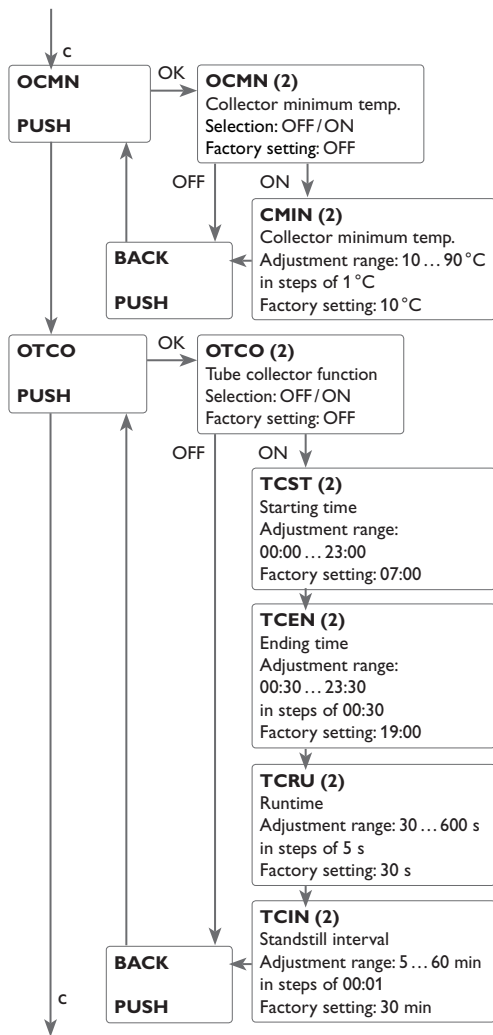 c
OCMN
PUSH
OK
OCMN (2)
Collector minimum temp.
Selection: OFF/ON
Factory setting: OFF
OFF
ON
CMIN (2)
Collector minimum temp.
Adjustment range: 10 ... 90 °C
in steps of 1 °C
Factory setting: 10 °C
BACK
PUSH
OTCO
PUSH
OK
OTCO (2)
Tube collector function
Selection: OFF/ON
Factory setting: OFF
OFF
ON
TCST (2)
Starting time
Adjustment range:
00:00 ... 23:00
Factory setting: 07:00
TCEN (2)
Ending time
Adjustment range:
00:30 ... 23:30
in steps of 00:30
Factory setting: 19:00
TCRU (2)
Runtime
Adjustment range: 30 ... 600 s
in steps of 5 s
Factory setting: 30 s
TCIN (2)
Standstill interval
Adjustment range: 5 ... 60 min
in steps of 00:01
Factory setting: 30 min
BACK
PUSH
c